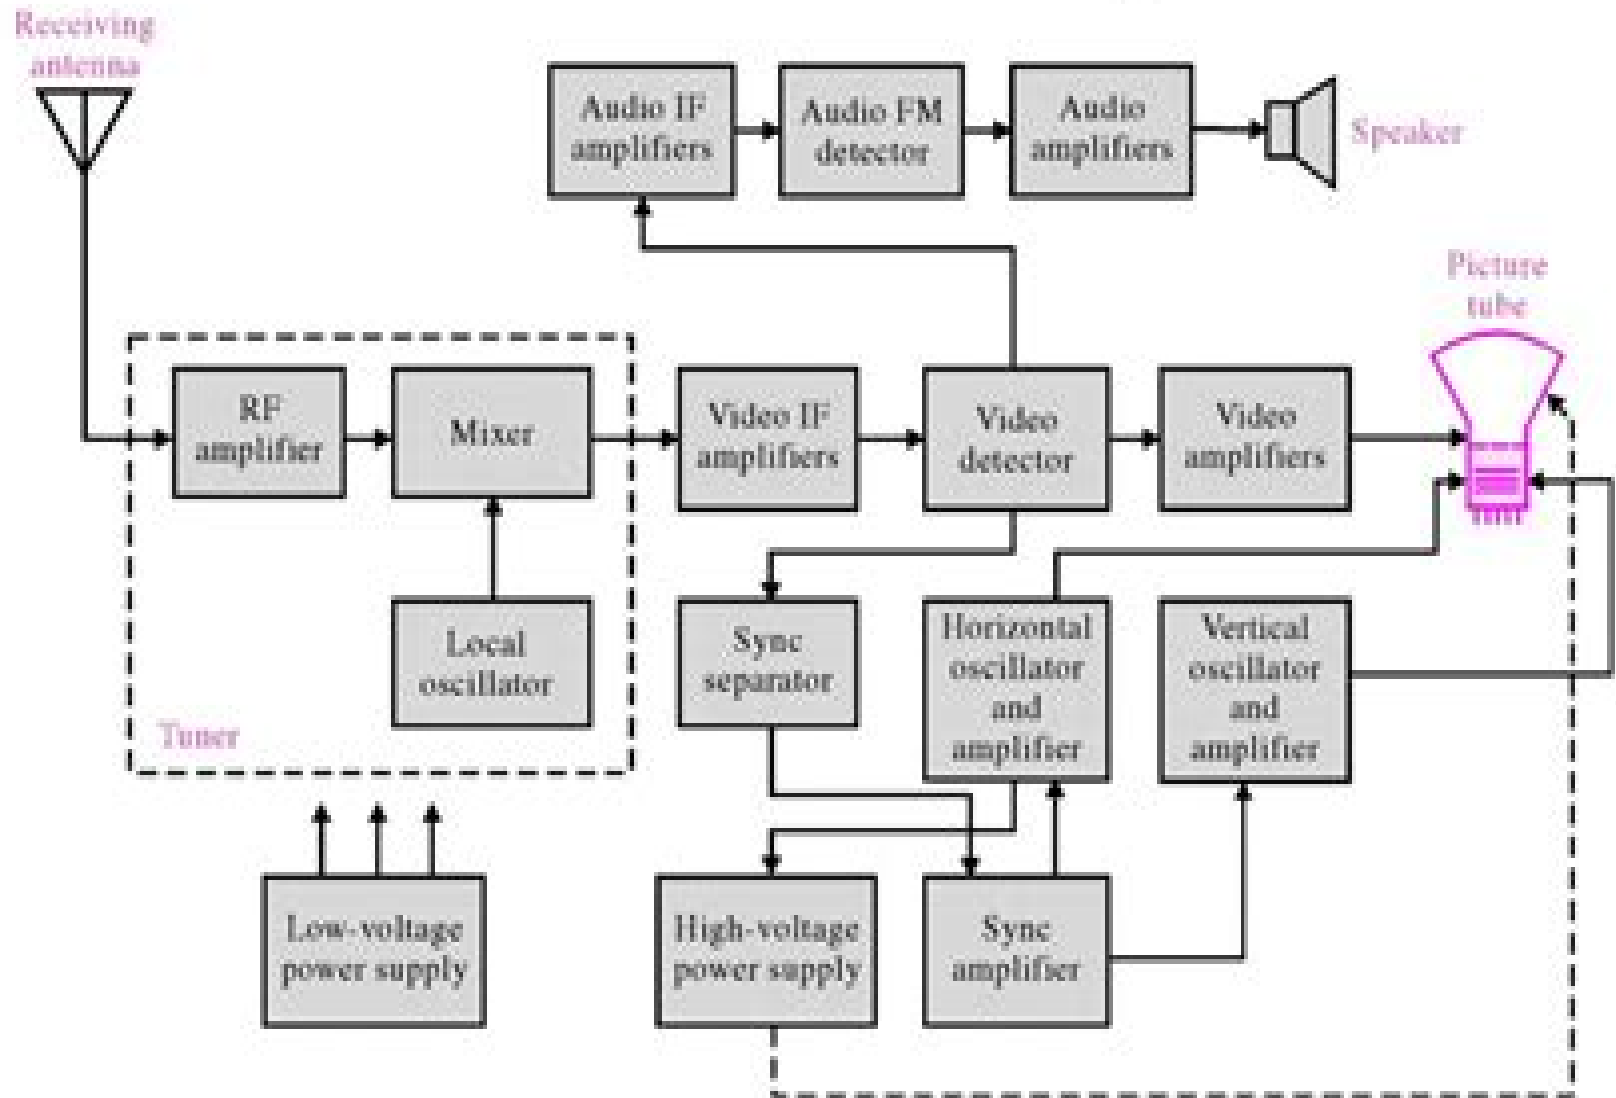 Receiving
antenna
Audio IF
amplifiers
Audio FM
detector
Audio
amplifiers
Speaker
Picture
tube
RF
amplifier
Mixer
Video IF
amplifiers
Video
detector
Video
amplifiers
Local
oscillator
Tuner
Sync
separator
Horizontal
oscillator
and
amplifier
Vertical
oscillator
and
amplifier
Low-voltage
power supply
High-voltage
power supply
Sync
amplifier